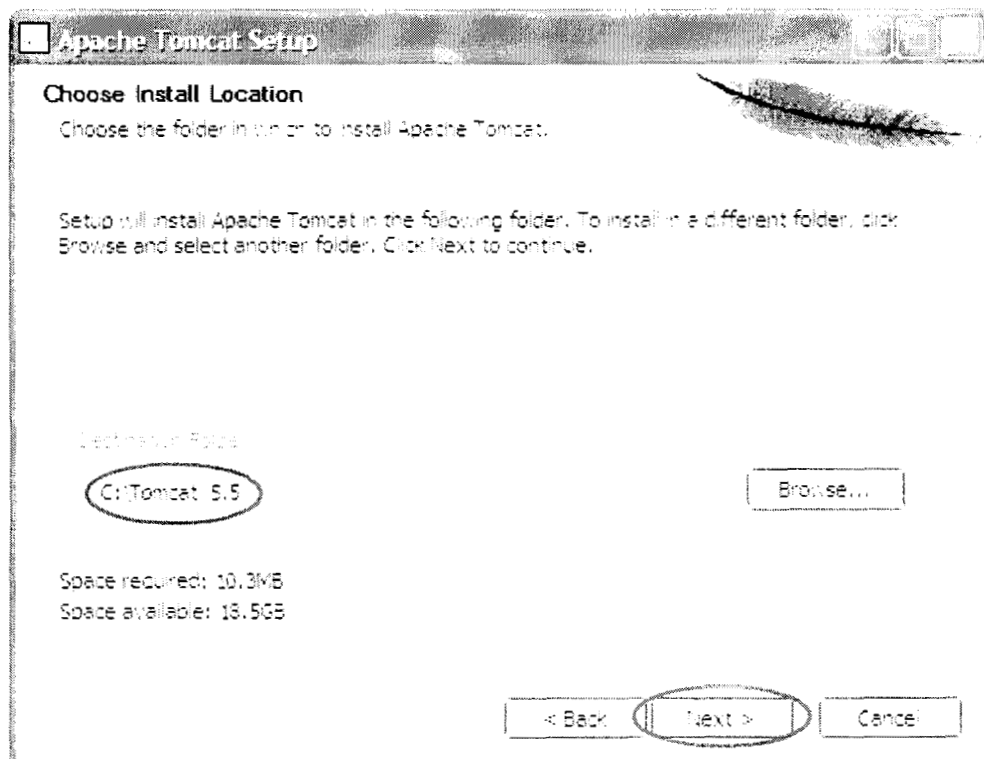 Apache Tomcat Setup
Choose Install Location
Choose the folder in which to install Apache Tomcat.
Setup will install Apache Tomcat in the following folder. To install in a different folder, click
Browse and select another folder. Click Next to continue.
Destination Folder
C:\Tomcat 5.5
Browse...
Space required: 10.3MB
Space available: 18.5GB
< Back
Next >
Cancel